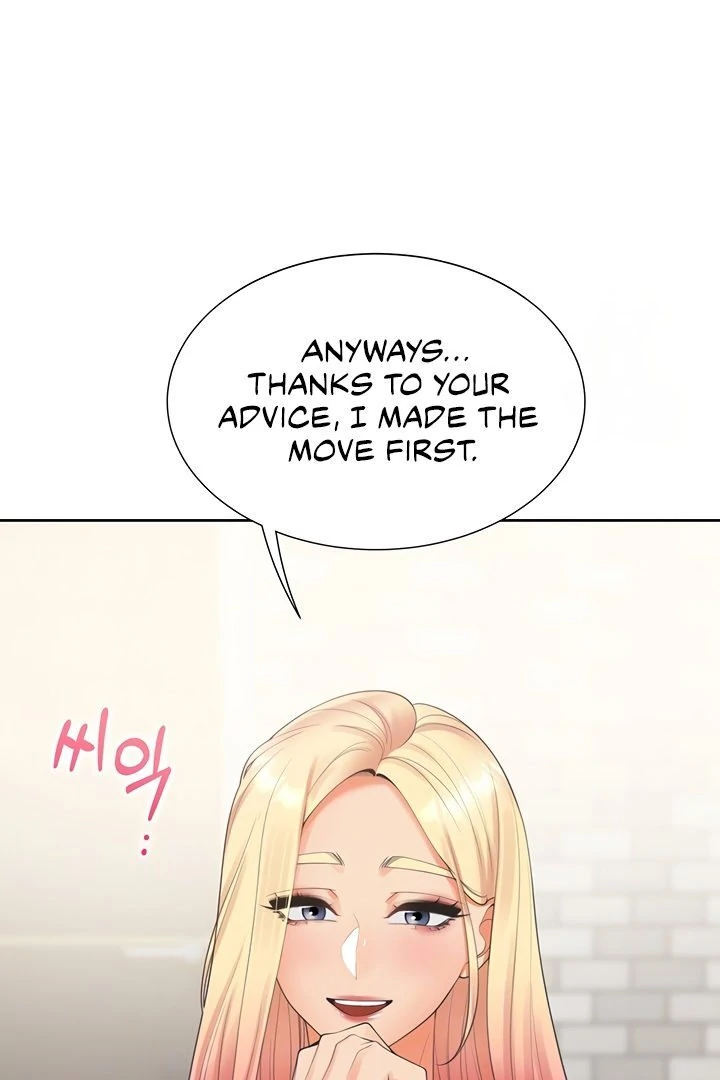 ANYWAYS...
THANKS TO YOUR
ADVICE, I MADE THE
MOVE FIRST.
씨익